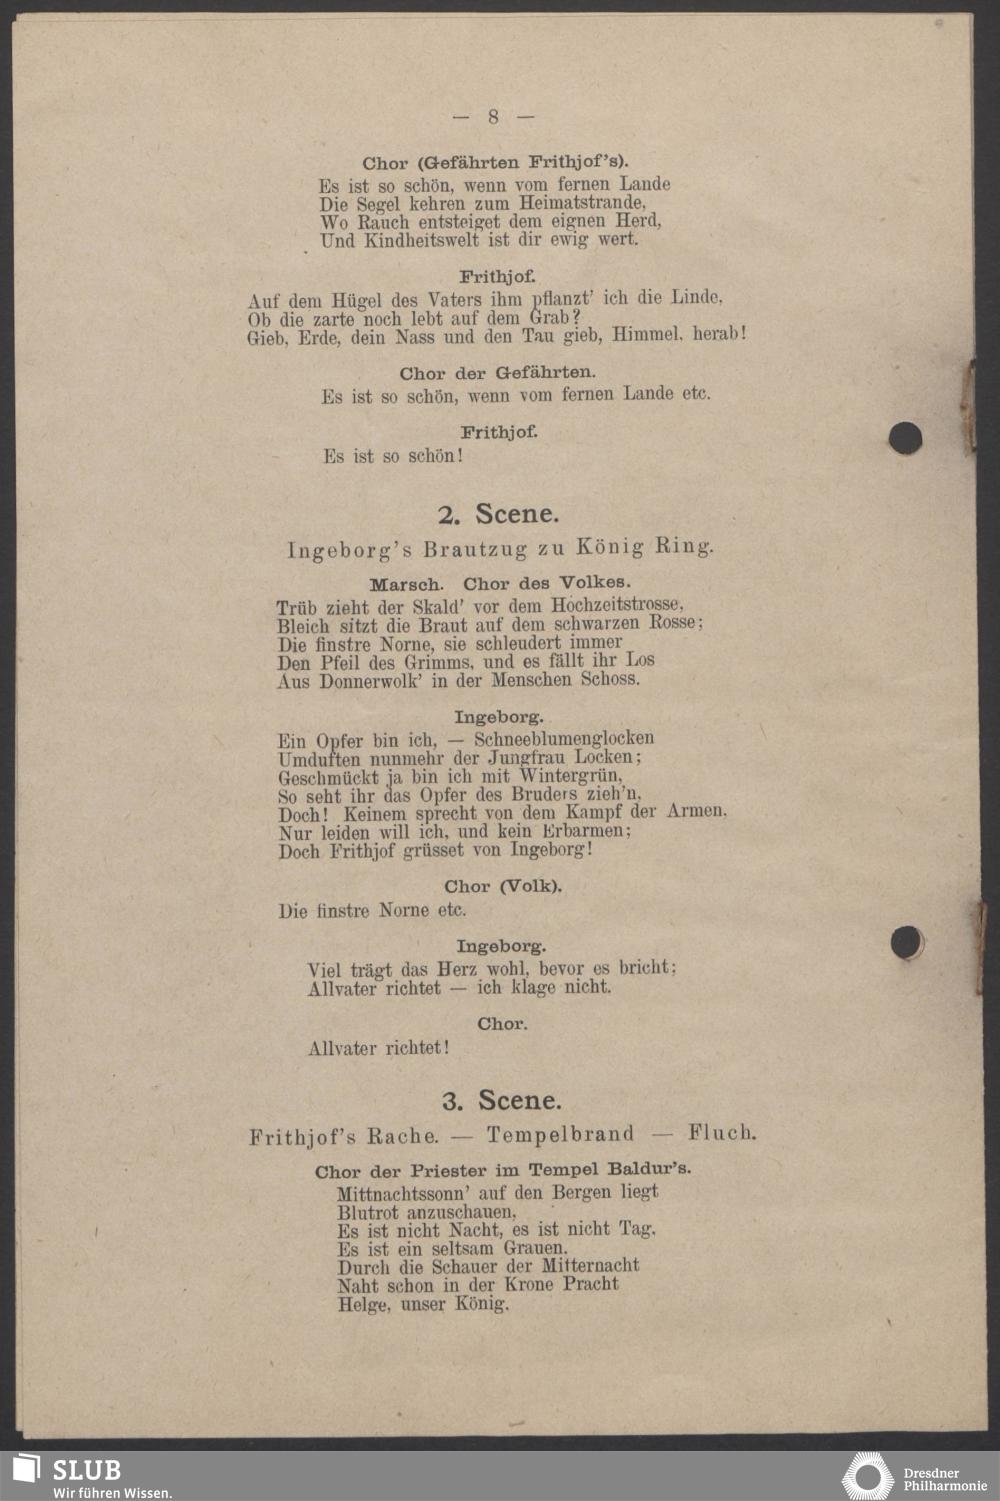 — 8 —
Chor (Gefährten Frithjof's).
Es ist so schön, wenn vom fernen Lande
Die Segel kehren zum Heimatstrande,
Wo Rauch entsteiget dem eignen Herd,
Und Kindheitswelt ist dir ewig wert.
Frithjof.
Auf dem Hügel des Vaters ihm pflanzt' ich die Linde,
Ob die zarte noch lebt auf dem Grab?
Gieb, Erde, dein Nass und den Tau gieb, Himmel, herab!
Chor der Gefährten.
Es ist so schön, wenn vom fernen Lande etc.
Frithjof.
Es ist so schön!
2. Scene.
Ingeborg's Brautzug zu König Ring.
Marsch. Chor des Volkes.
Trüb zieht der Skald' vor dem Hochzeitstrosse,
Bleich sitzt die Braut auf dem schwarzen Rosse;
Die finstre Norne, sie schleudert immer
Den Pfeil des Grimms, und es fällt ihr Los
Aus Donnerwolk' in der Menschen Schoss.
Ingeborg.
Ein Opfer bin ich, — Schneeblumenglocken
Umduften nunmehr der Jungfrau Locken;
Geschmückt ja bin ich mit Wintergrün,
So seht ihr das Opfer des Bruders zieh'n,
Doch! Keinem sprecht von dem Kampf der Armen,
Nur leiden will ich, und kein Erbarmen;
Doch Frithjof grüsset von Ingeborg!
Chor (Volk).
Die finstre Norne etc.
Ingeborg.
Viel trägt das Herz wohl, bevor es bricht;
Allvater richtet — ich klage nicht.
Chor.
Allvater richtet!
3. Scene.
Frithjof's Rache. — Tempelbrand — Fluch.
Chor der Priester im Tempel Baldur's.
Mittnachtssonn' auf den Bergen liegt
Blutrot anzuschauen,
Es ist nicht Nacht, es ist nicht Tag,
Es ist ein seltsam Grauen.
Durch die Schauer der Mitternacht
Naht schon in der Krone Pracht
Helge, unser König.
SLUB
Wir führen Wissen.
Dresdner
Philharmonie